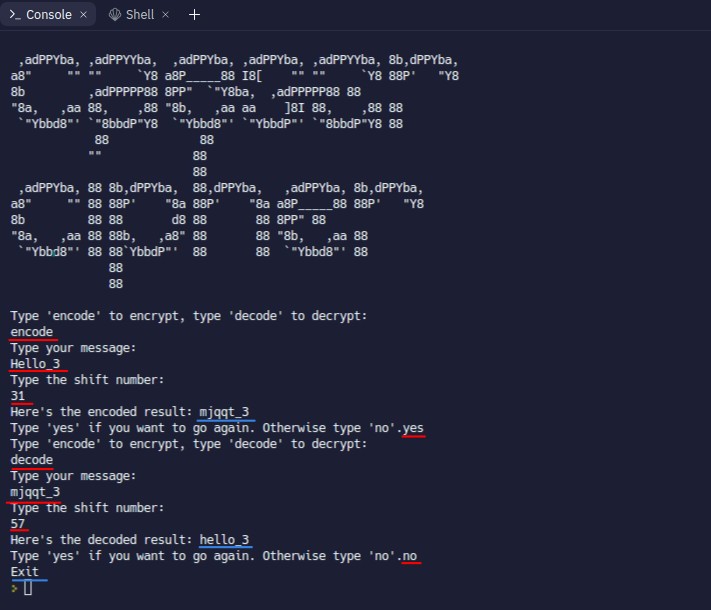 Console
Shell
 ,adPPYba, ,adPPYYba,  ,adPPYba, ,adPPYba, ,adPPYYba, 8b,dPPYba,
a8"     "" ""     `Y8 a8P_____88 I8[    "" ""     `Y8 88P'   "Y8
8b         ,adPPPPP88 8PP"  `"Y8ba,  ,adPPPPP88 88
"8a,   ,aa 88,    ,88 "8b,   ,aa aa    ]8I 88,    ,88 88
 `"Ybbd8"' `"8bbdP"Y8  `"Ybbd8"' `"YbbdP"' `"8bbdP"Y8 88
            88             88
           ""             88
                          88
 ,adPPYba, 88 8b,dPPYba,  88,dPPYba,   ,adPPYba, 8b,dPPYba,
a8"     "" 88 88P'    "8a 88P'    "8a a8P_____88 88P'   "Y8
8b         88 88       d8 88       88 8PP" 88
"8a,   ,aa 88 88b,   ,a8" 88       88 "8b,   ,aa 88
 `"Ybbd8"' 88 88`YbbdP"'  88       88  `"Ybbd8"' 88
              88
              88
Type 'encode' to encrypt, type 'decode' to decrypt:
encode
Type your message:
Hello_3
Type the shift number:
31
Here's the encoded result: mjqqt_3
Type 'yes' if you want to go again. Otherwise type 'no'.yes
Type 'encode' to encrypt, type 'decode' to decrypt:
decode
Type your message:
mjqqt_3
Type the shift number:
57
Here's the decoded result: hello_3
Type 'yes' if you want to go again. Otherwise type 'no'.no
Exit